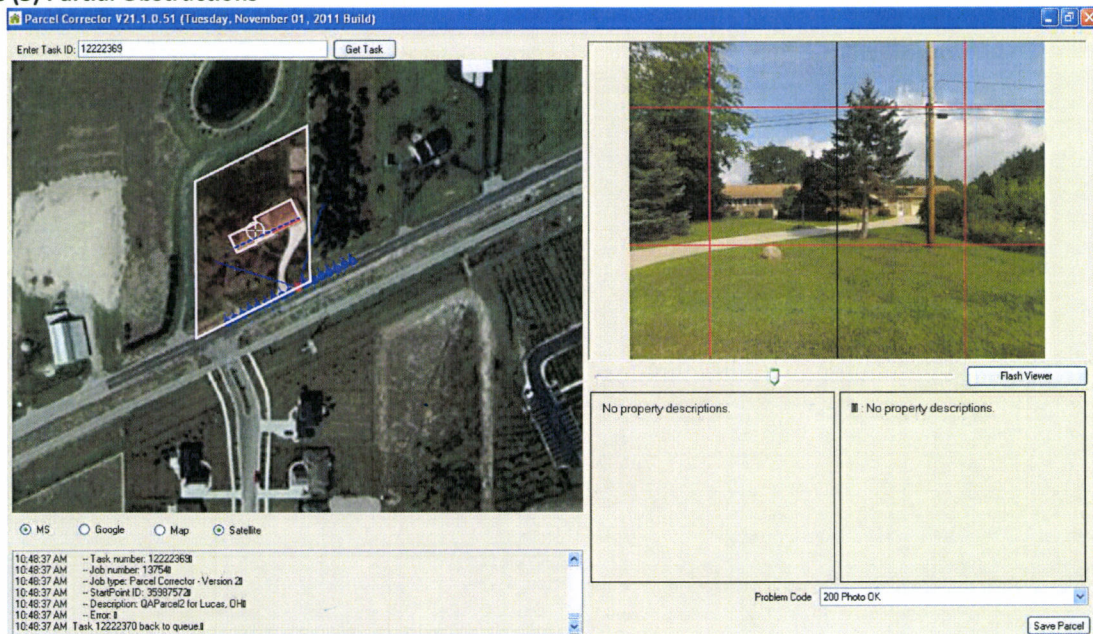 (S) Partial Obstructions
Parcel Corrector V21.1.0.51 (Tuesday, November 01, 2011 Build)
Enter Task ID: 12222369 Get Task
Flash Viewer
No property descriptions.
: No property descriptions.
MS Google Map Satellite
10:48:37 AM -- Task number: 12222369
10:48:37 AM -- Job number: 13754
10:48:37 AM -- Job type: Parcel Corrector - Version 2
10:48:37 AM -- StartPoint ID: 35987572
10:48:37 AM -- Description: QAParcel2 for Lucas, OH
10:48:37 AM -- Error:
10:48:37 AM Task 12222370 back to queue.
Problem Code 200 Photo OK
Save Parcel